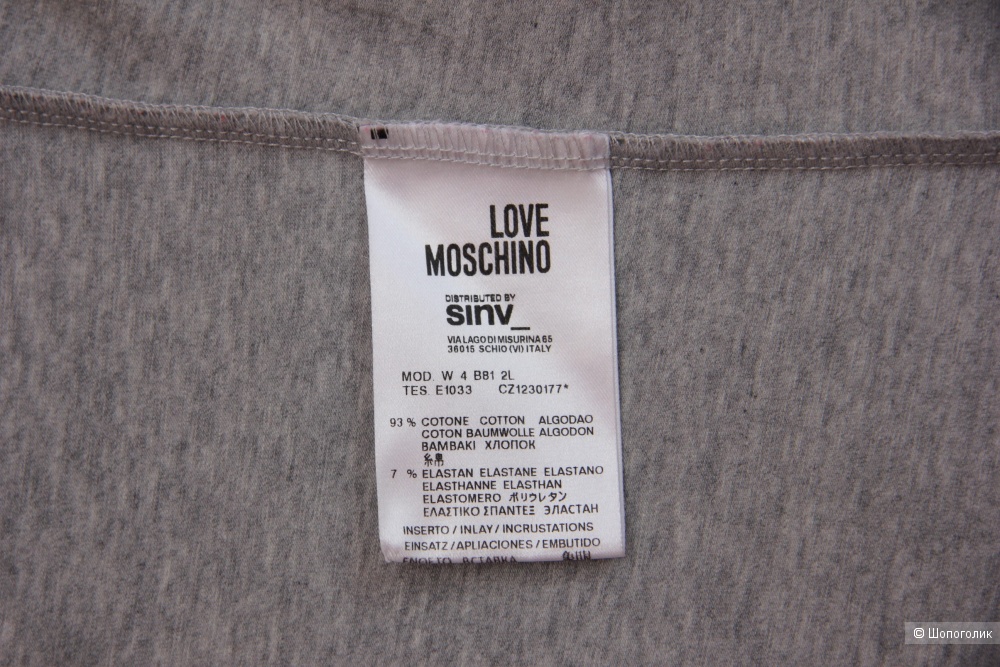 LOVE
MOSCHINO
DISTRIBUTED BY
sinv_
VIA LAGO DI MISURINA 65
36015 SCHIO (VI) ITALY
MOD. W 4 B81 2L
TES. E1033 CZ1230177*
93 % COTONE COTTON ALGODAO
COTON BAUMWOLLE ALGODON
BAMBAKI ХЛОПОК
綿
7 % ELASTAN ELASTANE ELASTANO
ELASTHANNE ELASTHAN
ELASTOMERO ポリウレタン
ΕΛΑΣΤΙΚΟ ΣΠΑΝΤΕΞ ЭЛАСТАН
INSERTO / INLAY / INCRUSTATIONS
EINSATZ / APLIACIONES / EMBUTIDO
ВСТАВКА
© Шопоголик